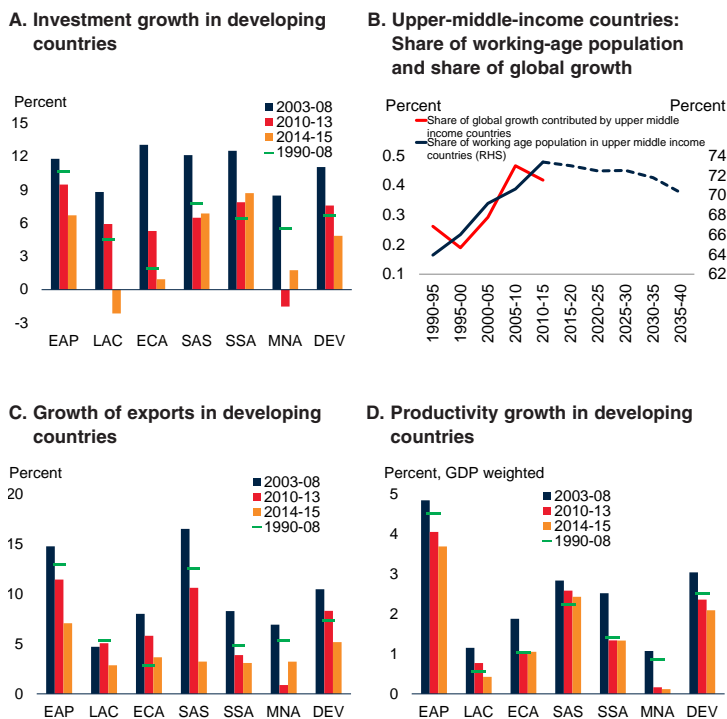 A. Investment growth in developing
countries
Percent
2003-08
2010-13
2014-15
1990-08
15
12
9
6
3
0
-3
EAP LAC ECA SAS SSA MNA DEV
B. Upper-middle-income countries:
Share of working-age population
and share of global growth
Percent Percent
Share of global growth contributed by upper middle
income countries
Share of working age population in upper middle income
countries (RHS)
0.5
0.4
0.3
0.2
0.1
74
72
70
68
66
64
62
1990-95
1995-00
2000-05
2005-10
2010-15
2015-20
2020-25
2025-30
2030-35
2035-40
C. Growth of exports in developing
countries
Percent
2003-08
2010-13
2014-15
1990-08
20
15
10
5
0
EAP LAC ECA SAS SSA MNA DEV
D. Productivity growth in developing
countries
Percent, GDP weighted
2003-08
2010-13
2014-15
1990-08
5
4
3
2
1
0
EAP LAC ECA SAS SSA MNA DEV